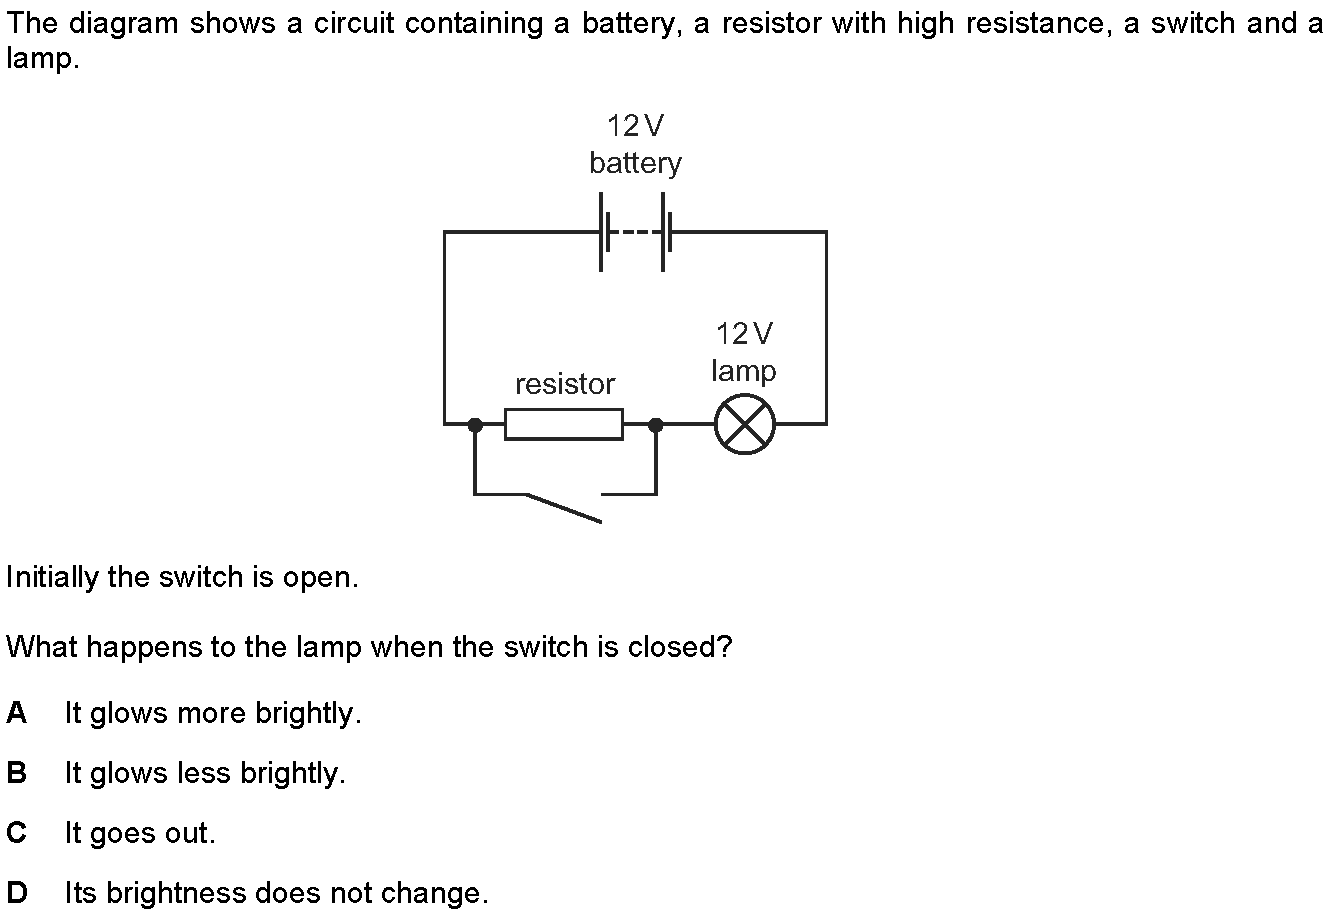 The diagram shows a circuit containing a battery, a resistor with high resistance, a switch and a
lamp.
12 V
battery
12 V
lamp
resistor
Initially the switch is open.
What happens to the lamp when the switch is closed?
A It glows more brightly.
B It glows less brightly.
C It goes out.
D Its brightness does not change.